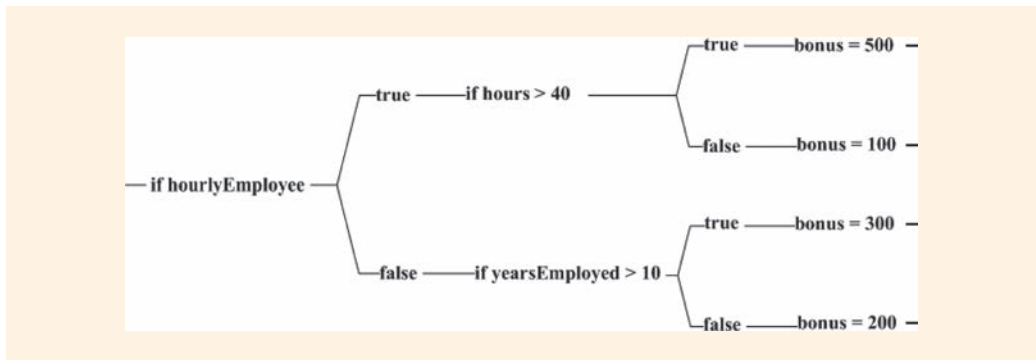 true bonus = 500
true if hours > 40
false bonus = 100
if hourlyEmployee
true bonus = 300
false if yearsEmployed > 10
false bonus = 200